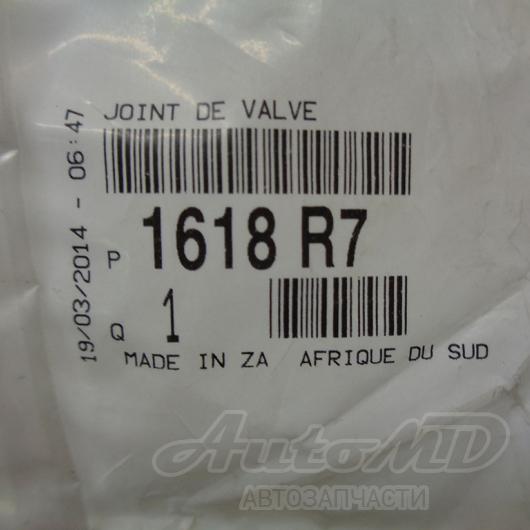 JOINT DE VALVE
P 1618 R7
Q 1
MADE IN ZA AFRIQUE DU SUD
19/03/2014 - 06:47
AutoMD
АВТОЗАПЧАСТИ